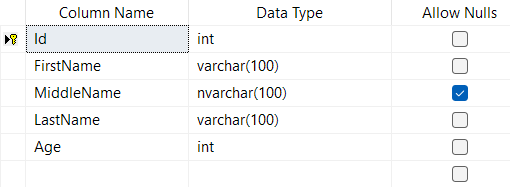 Column Name Data Type Allow Nulls
Id int
FirstName varchar(100)
MiddleName nvarchar(100)
LastName varchar(100)
Age int